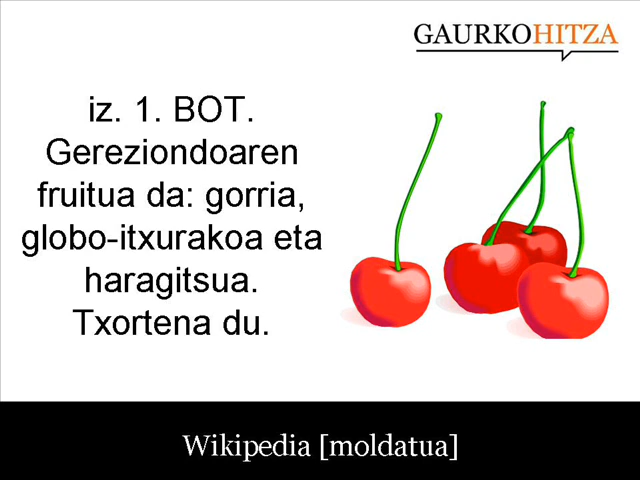 GAURKOHITZA
iz. 1. BOT.
Gereziondoaren
fruitua da: gorria,
globo-itxurakoa eta
haragitsua.
Txortena du.
Wikipedia [moldatua]